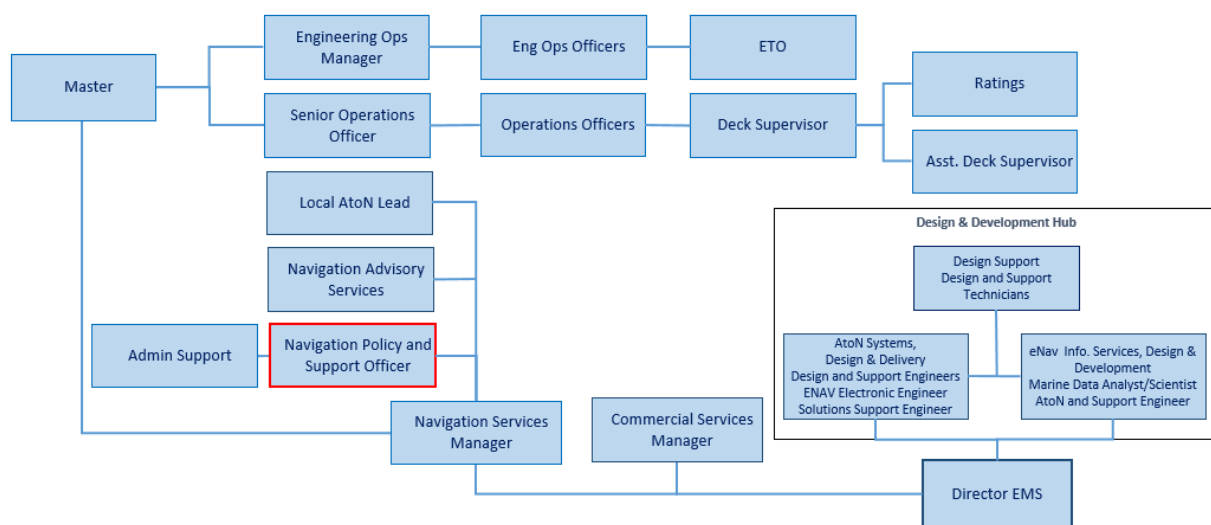 Engineering Ops
Manager
Eng Ops Officers
ETO
Master
Ratings
Senior Operations
Officer
Operations Officers
Deck Supervisor
Asst. Deck Supervisor
Local AtoN Lead
Design & Development Hub
Navigation Advisory
Services
Design Support
Design and Support
Technicians
Admin Support
Navigation Policy and
Support Officer
AtoN Systems,
Design & Delivery
Design and Support Engineers
ENAV Electronic Engineer
Solutions Support Engineer
eNav Info. Services, Design &
Development
Marine Data Analyst/Scientist
AtoN and Support Engineer
Navigation Services
Manager
Commercial Services
Manager
Director EMS